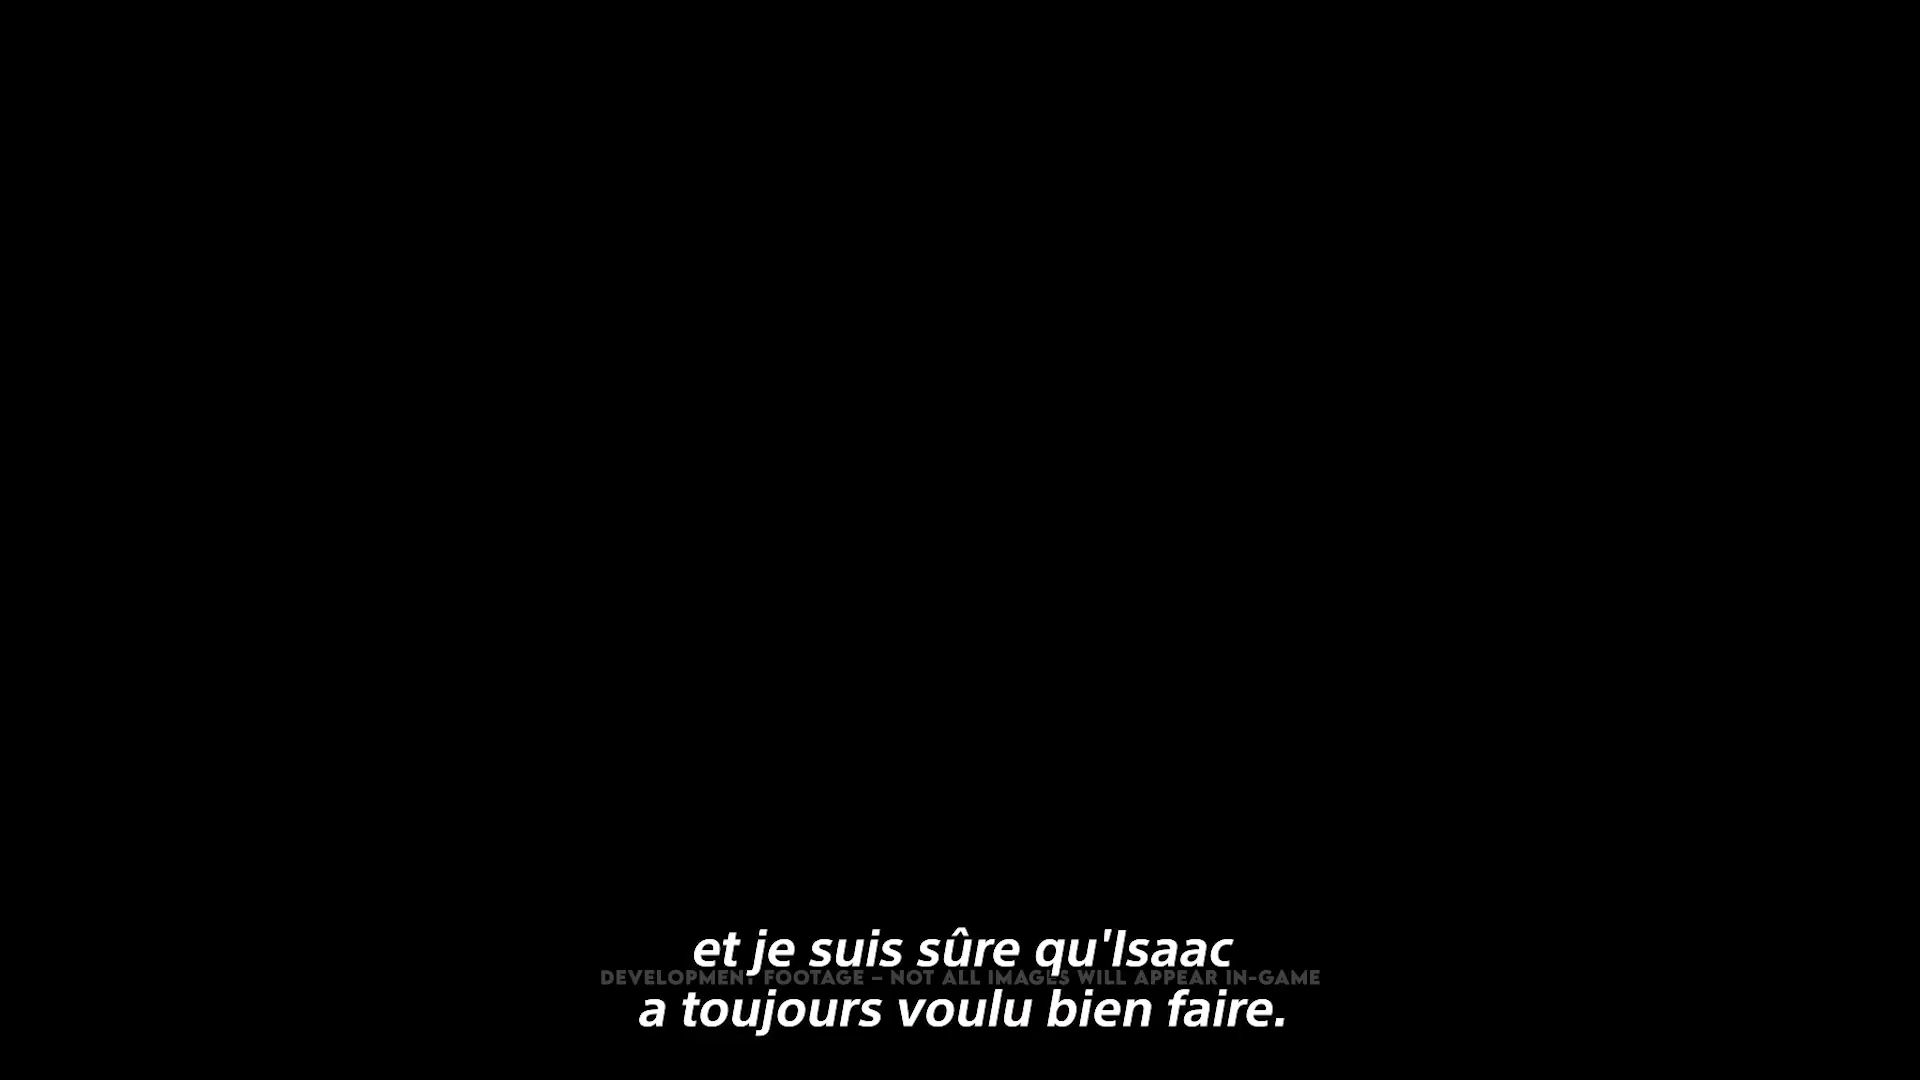 et je suis sûre qu'Isaac
DEVELOPMENT FOOTAGE – NOT ALL IMAGES WILL APPEAR IN-GAME
a toujours voulu bien faire.